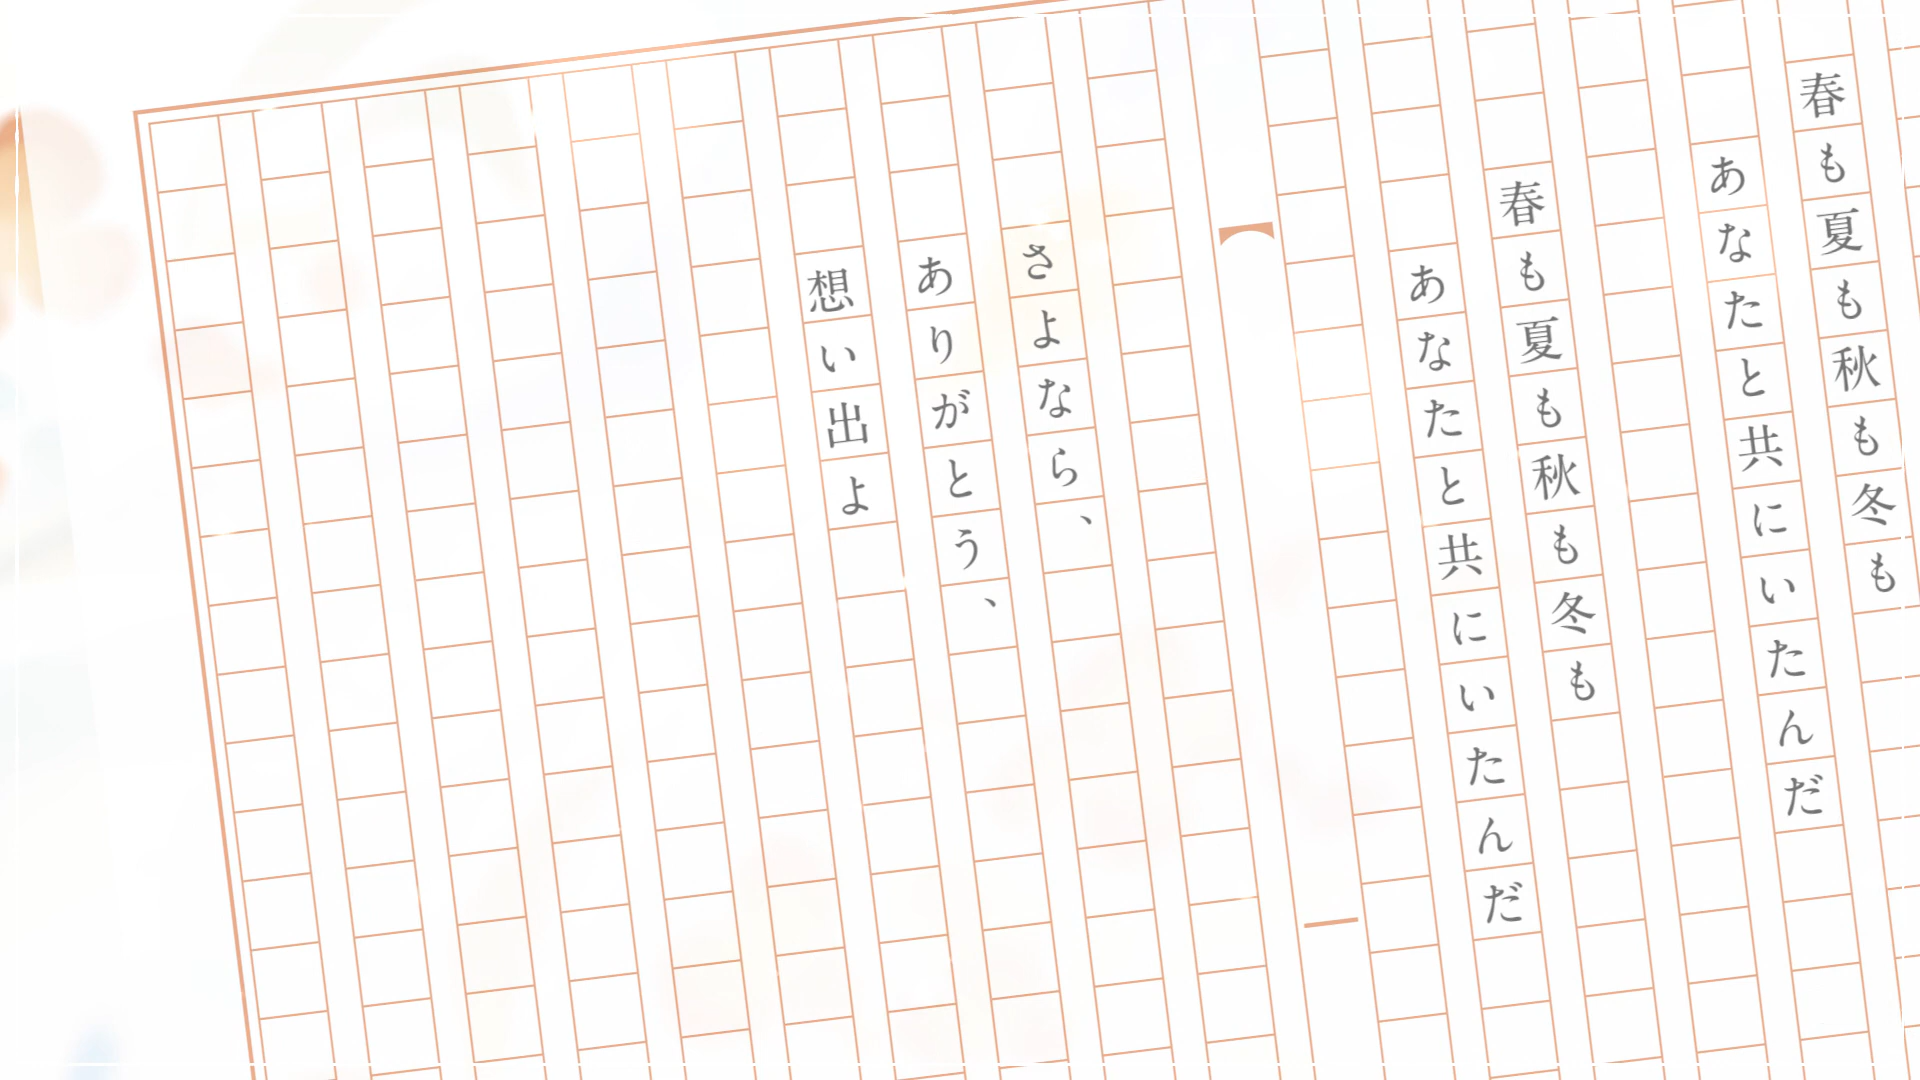 春も夏も秋も冬も
あなたと共にいたんだ
春も夏も秋も冬も
あなたと共にいたんだ
さよなら、
ありがとう、
想い出よ